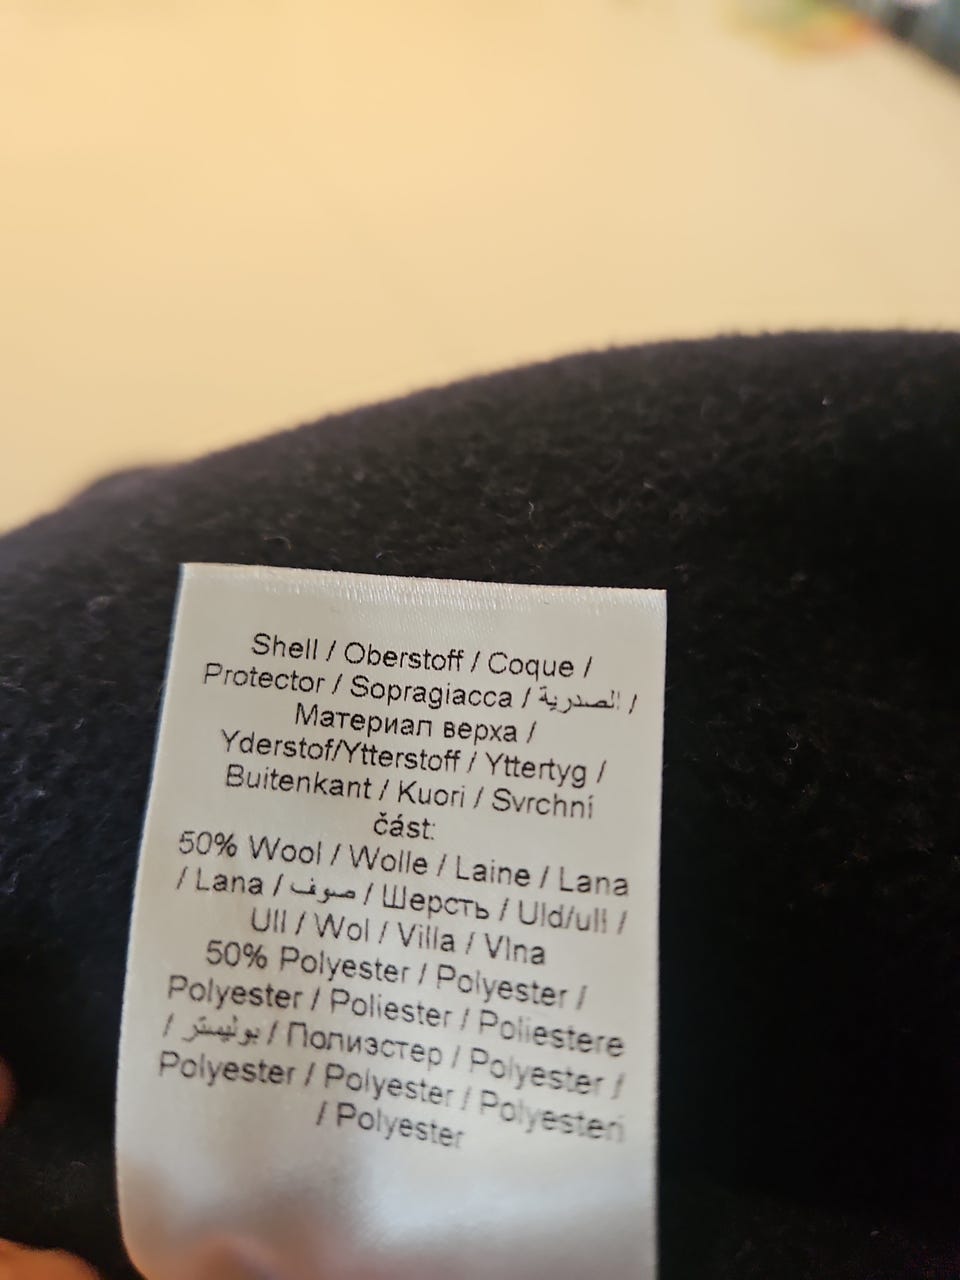 Shell / Oberstoff / Coque /
Protector / Sopragiacca / الصدرية /
Материал верха /
Yderstof/Ytterstoff / Yttertyg /
Buitenkant / Kuori / Svrchní
část:
50% Wool / Wolle / Laine / Lana
/ Lana / صوف / Шерсть / Uld/ull /
Ull / Wol / Villa / Vlna
50% Polyester / Polyester /
Polyester / Poliester / Poliestere
/ بوليستر / Полиэстер / Polyester /
Polyester / Polyester / Polyesteri
/ Polyester